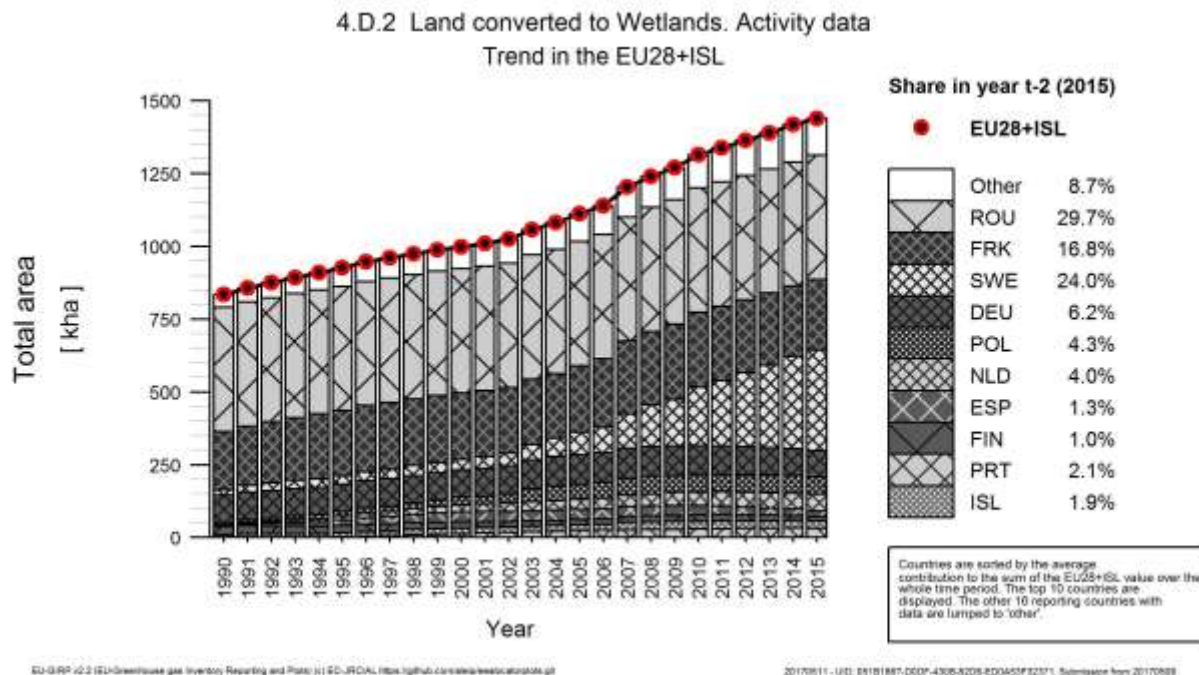 4.D.2 Land converted to Wetlands. Activity data
Trend in the EU28+ISL
Total area
[ kha ]
1500
1250
1000
750
500
250
0
1990
1991
1992
1993
1994
1995
1996
1997
1998
1999
2000
2001
2002
2003
2004
2005
2006
2007
2008
2009
2010
2011
2012
2013
2014
2015
Year
Share in year t-2 (2015)
EU28+ISL
Other 8.7%
ROU 29.7%
FRK 16.8%
SWE 24.0%
DEU 6.2%
POL 4.3%
NLD 4.0%
ESP 1.3%
FIN 1.0%
PRT 2.1%
ISL 1.9%
Countries are sorted by the average
contribution to the sum of the EU28+ISL value over the
whole time period. The top 10 countries are
displayed. The other 16 reporting countries with
data are lumped to 'other'.